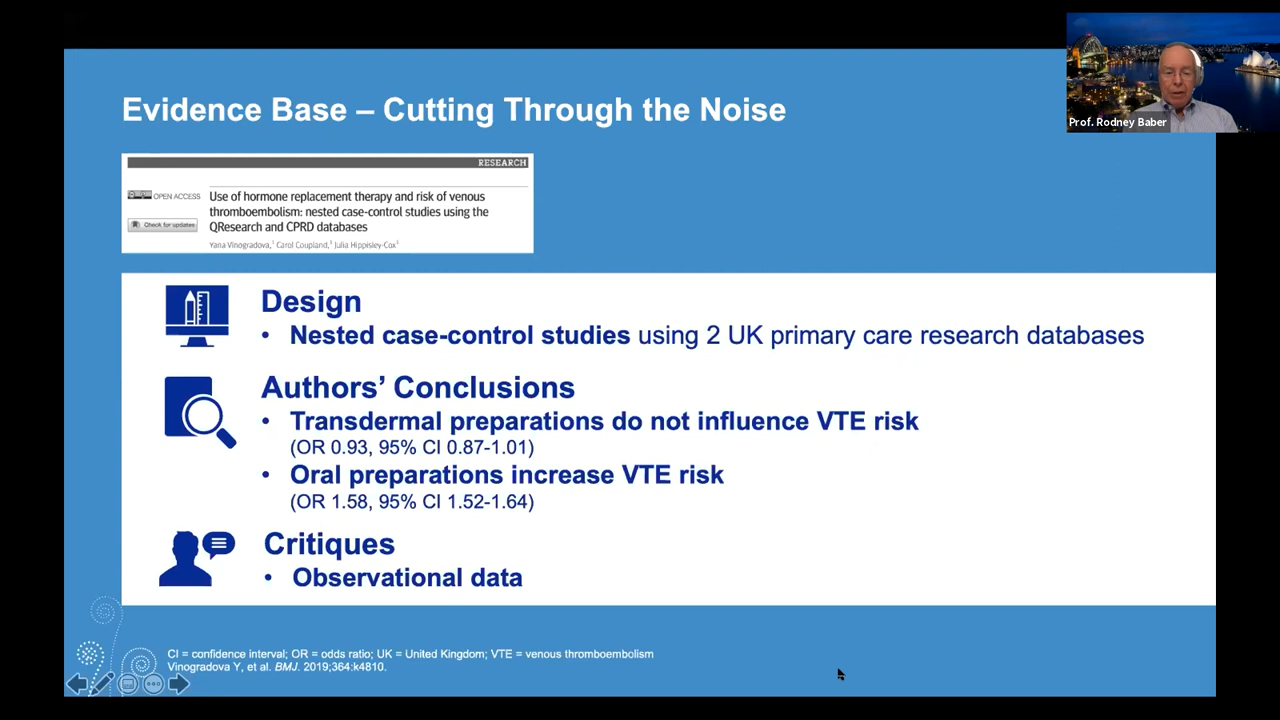 Evidence Base – Cutting Through the Noise
Prof. Rodney Baber
RESEARCH
OPEN ACCESS
Check for updates
Use of hormone replacement therapy and risk of venous
thromboembolism: nested case-control studies using the
QResearch and CPRD databases
Yana Vinogradova,¹ Carol Coupland,² Julia Hippisley-Cox³
Design
• Nested case-control studies using 2 UK primary care research databases
Authors’ Conclusions
• Transdermal preparations do not influence VTE risk
(OR 0.93, 95% CI 0.87-1.01)
• Oral preparations increase VTE risk
(OR 1.58, 95% CI 1.52-1.64)
Critiques
• Observational data
CI = confidence interval; OR = odds ratio; UK = United Kingdom; VTE = venous thromboembolism
Vinogradova Y, et al. BMJ. 2019;364:k4810.